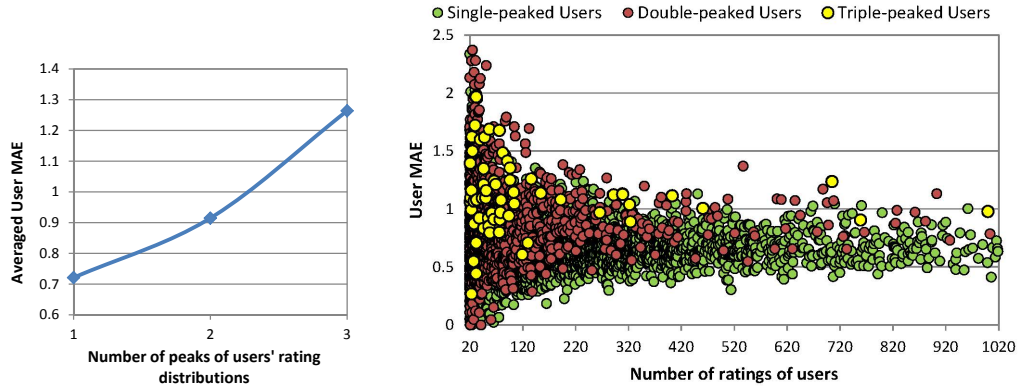 Single-peaked Users Double-peaked Users Triple-peaked Users
1.4
1.3
1.2
1.1
1
0.9
0.8
0.7
0.6
Averaged User MAE
1 2 3
Number of peaks of users' rating
distributions
2.5
2
1.5
1
0.5
0
User MAE
20 120 220 320 420 520 620 720 820 920 1020
Number of ratings of users